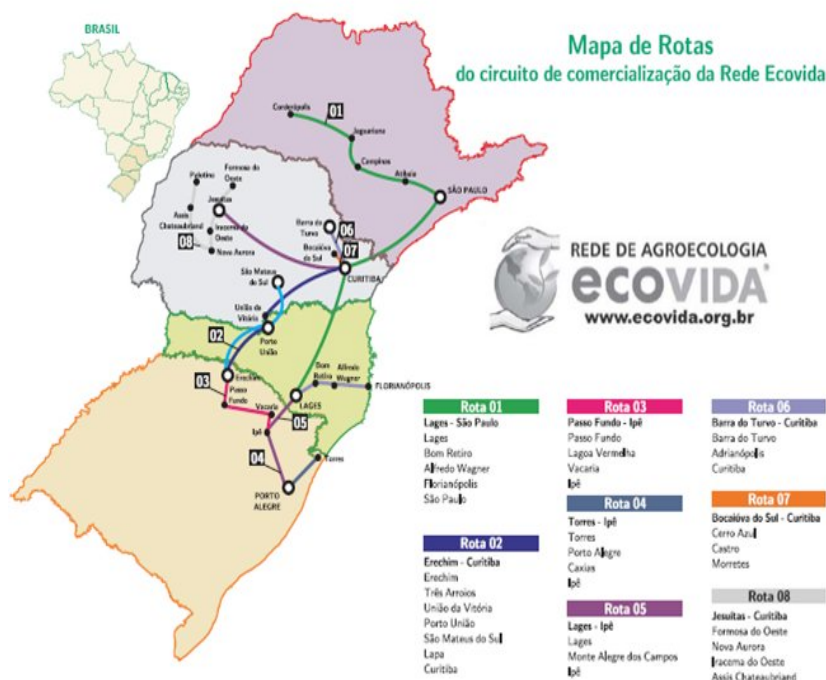 BRASIL
Mapa de Rotas
do circuito de comercialização da Rede Ecovida
Corderópolis
01
Jaguariuna
Campinas
Atibaia
SÃO PAULO
Palotina
Formosa do
Oeste
Jesuítas
Assis
Chateaubriand
Iracema do
Oeste
08
Nova Aurora
Barra do
Turvo
06
Bocaiúva
do Sul
07
CURITIBA
São Mateus
do Sul
União da
Vitória
02
Porto
União
Erechim
03
Passo
Fundo
Vacaria
05
Ipê
LAGES
Bom
Retiro
Alfredo
Wagner
FLORIANÓPOLIS
04
Torres
PORTO
ALEGRE
REDE DE AGROECOLOGIA
ecoVIDA
www.ecovida.org.br
Rota 01
Lages - São Paulo
Lages
Bom Retiro
Alfredo Wagner
Florianópolis
São Paulo
Rota 02
Erechim - Curitiba
Erechim
Três Arroios
União da Vitória
Porto União
São Mateus do Sul
Lapa
Curitiba
Rota 03
Passo Fundo - Ipê
Passo Fundo
Lagoa Vermelha
Vacaria
Ipê
Rota 04
Torres - Ipê
Torres
Porto Alegre
Caxias
Ipê
Rota 05
Lages - Ipê
Lages
Monte Alegre dos Campos
Ipê
Rota 06
Barra do Turvo - Curitiba
Barra do Turvo
Adrianópolis
Curitiba
Rota 07
Bocaiúva do Sul - Curitiba
Cerro Azul
Castro
Morretes
Rota 08
Jesuítas - Curitiba
Formosa do Oeste
Nova Aurora
Iracema do Oeste
Assis Chateaubriand